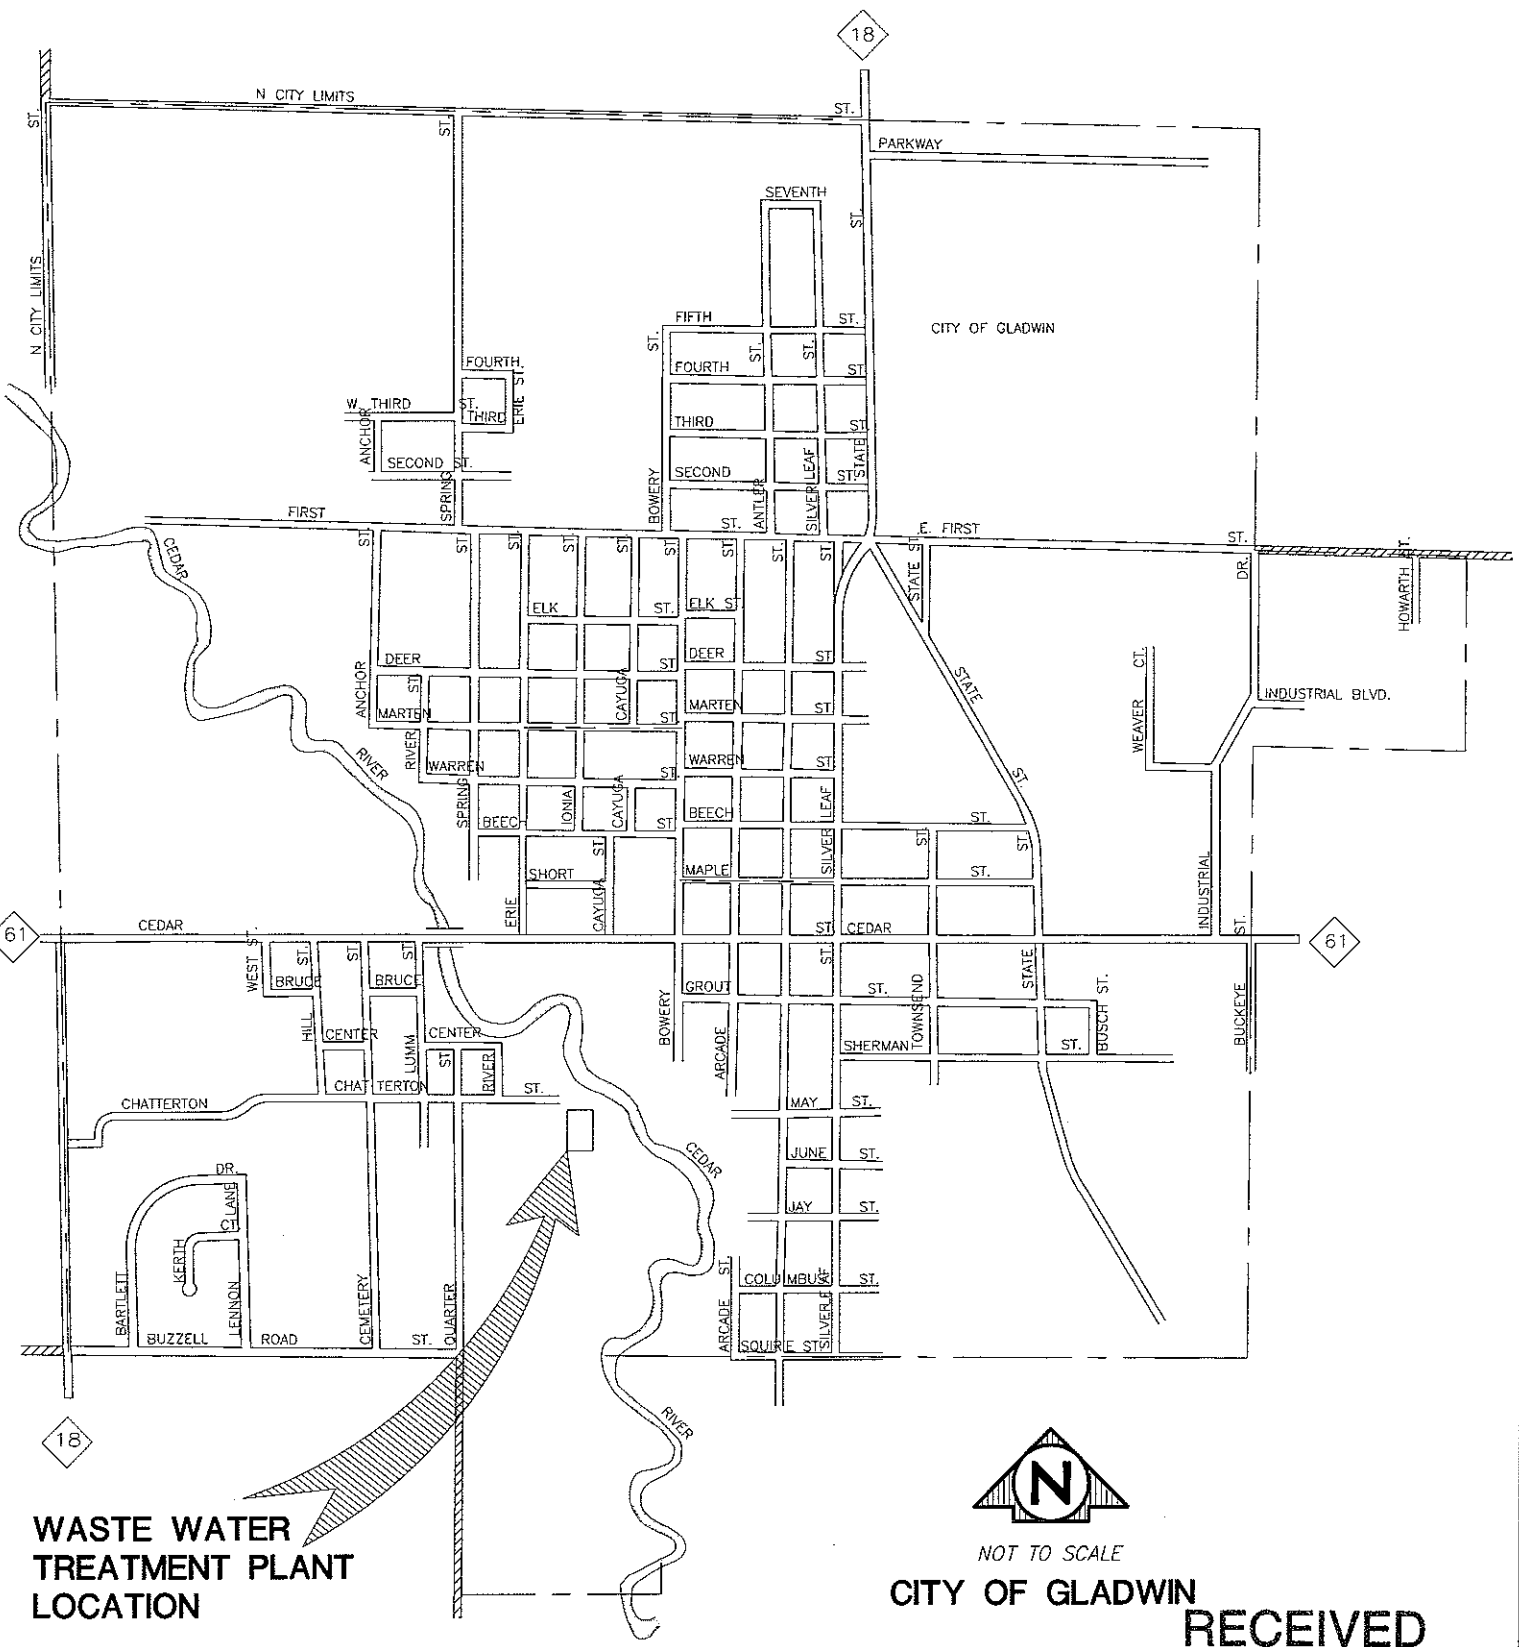 18
N CITY LIMITS
ST.
ST.
ST.
PARKWAY
SEVENTH
ST.
N CITY LIMITS
FIFTH
ST.
CITY OF GLADWIN
ST.
ST.
ST.
FOURTH
FOURTH
ST.
ERIE ST.
W. THIRD
ST.
THIRD
THIRD
ST.
ANCHOR
SECOND ST.
STATE
SECOND
ST.
SPRING
BOWERY
ANTLER
SILVER LEAF
FIRST
ST.
E. FIRST
ST.
ST.
ST.
ST.
ST.
ST.
ST.
ST.
ST.
STATE ST.
DR.
HOWARTH ST.
CEDAR
ELK
ST.
ELK ST.
DEER
ST.
DEER
ST.
ANCHOR
ST.
CAYUGA
STATE
WEAVER CT.
INDUSTRIAL BLVD.
MARTEN
ST.
MARTEN
ST.
RIVER
RIVER
WARREN
ST.
WARREN
ST.
ST.
SPRING
IONIA
CAYUGA
SILVER LEAF
BEECH
ST.
BEECH
ST.
ST.
ST.
ST.
SHORT
MAPLE
ST.
INDUSTRIAL
ERIE
CAYUGA
61
CEDAR
ST.
CEDAR
ST.
61
WEST ST.
ST.
ST.
ST.
BRUCE
BRUCE
ST.
GROUT
ST.
TOWNSEND
STATE
BUSCH ST.
BUCKEYE
HILL
CENTER
LUMM
CENTER
BOWERY
ARCADE
SHERMAN
ST.
ST.
RIVER
CHATTERTON
ST.
CHATTERTON
MAY
ST.
CEDAR
JUNE
ST.
DR.
LANE
CT.
JAY
ST.
KERTH
BARTLETT
LENNON
CEMETERY
QUARTER
ST.
COLUMBUS
ST.
ARCADE
SILVERLEAF
BUZZELL
ROAD
ST.
SQUIRE ST.
RIVER
18
N
WASTE WATER
TREATMENT PLANT
LOCATION
NOT TO SCALE
CITY OF GLADWIN
RECEIVED